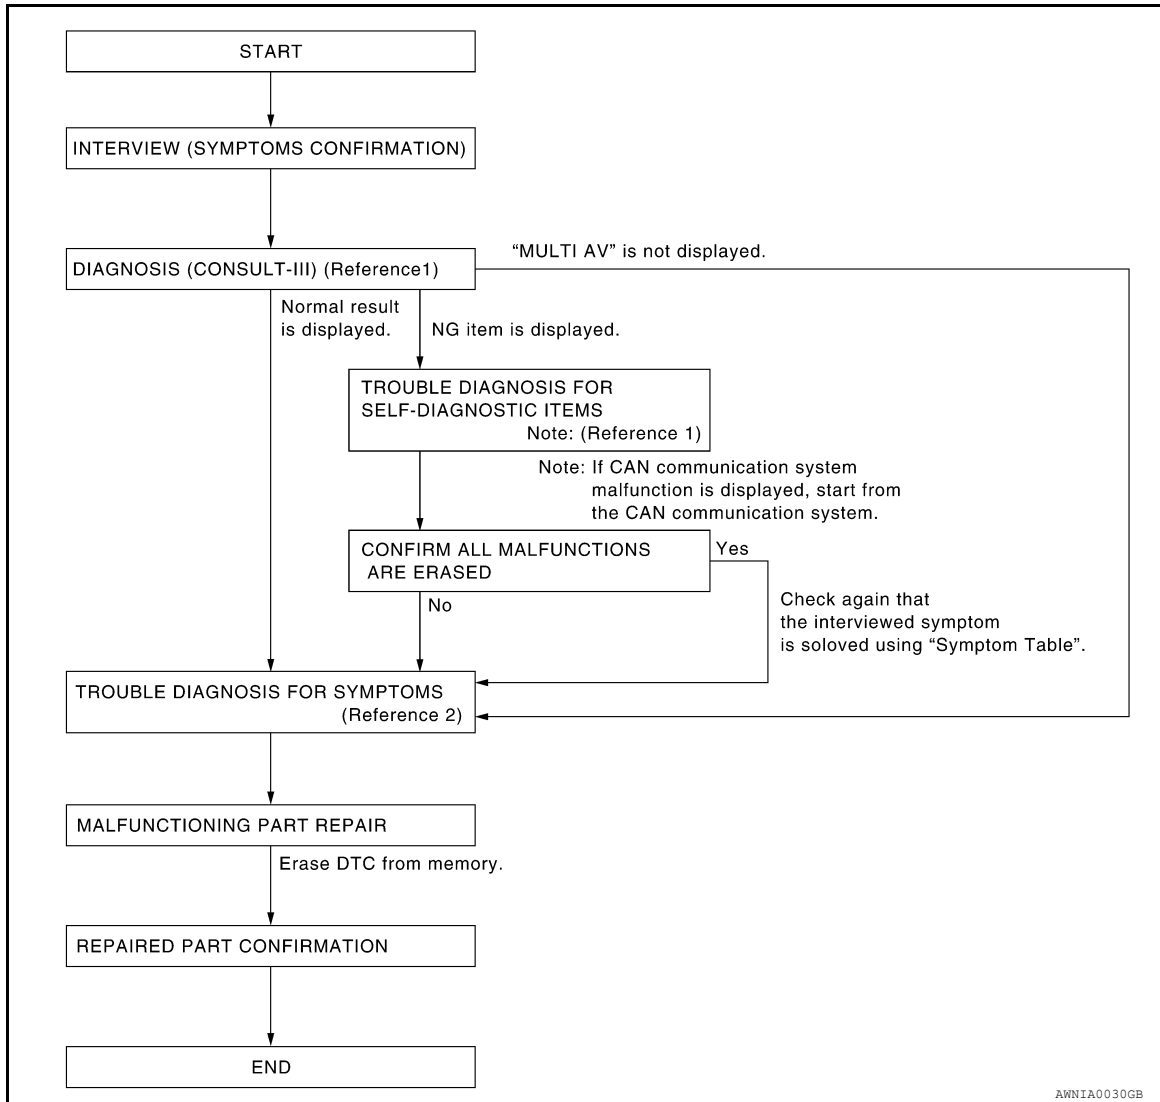 START
INTERVIEW (SYMPTOMS CONFIRMATION)
“MULTI AV” is not displayed.
DIAGNOSIS (CONSULT-III) (Reference1)
Normal result
is displayed.
NG item is displayed.
TROUBLE DIAGNOSIS FOR
SELF-DIAGNOSTIC ITEMS
Note: (Reference 1)
Note: If CAN communication system
malfunction is displayed, start from
the CAN communication system.
CONFIRM ALL MALFUNCTIONS
ARE ERASED
Yes
No
Check again that
the interviewed symptom
is soloved using “Symptom Table”.
TROUBLE DIAGNOSIS FOR SYMPTOMS
(Reference 2)
MALFUNCTIONING PART REPAIR
Erase DTC from memory.
REPAIRED PART CONFIRMATION
END
AWNIA0030GB